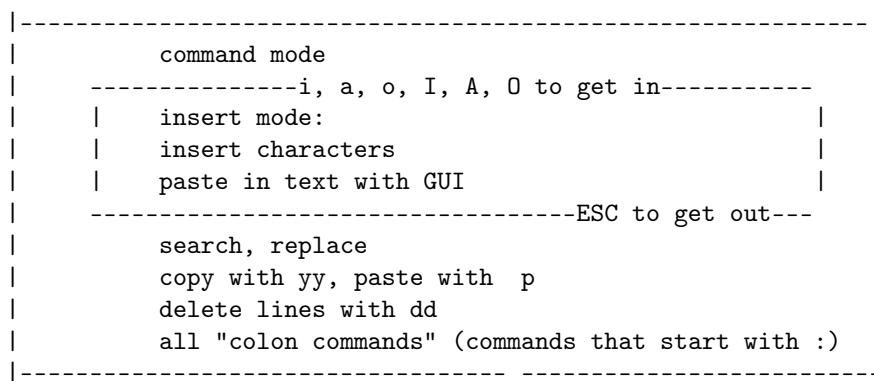 |-------------------------------------------------------------
|          command mode
|     ---------------i, a, o, I, A, O to get in-----------
|     |    insert mode:                                   |
|     |    insert characters                              |
|     |    paste in text with GUI                         |
|     -----------------------------------ESC to get out---
|          search, replace
|          copy with yy, paste with  p
|          delete lines with dd
|          all "colon commands" (commands that start with :)
|----------------------------------- --------------------------